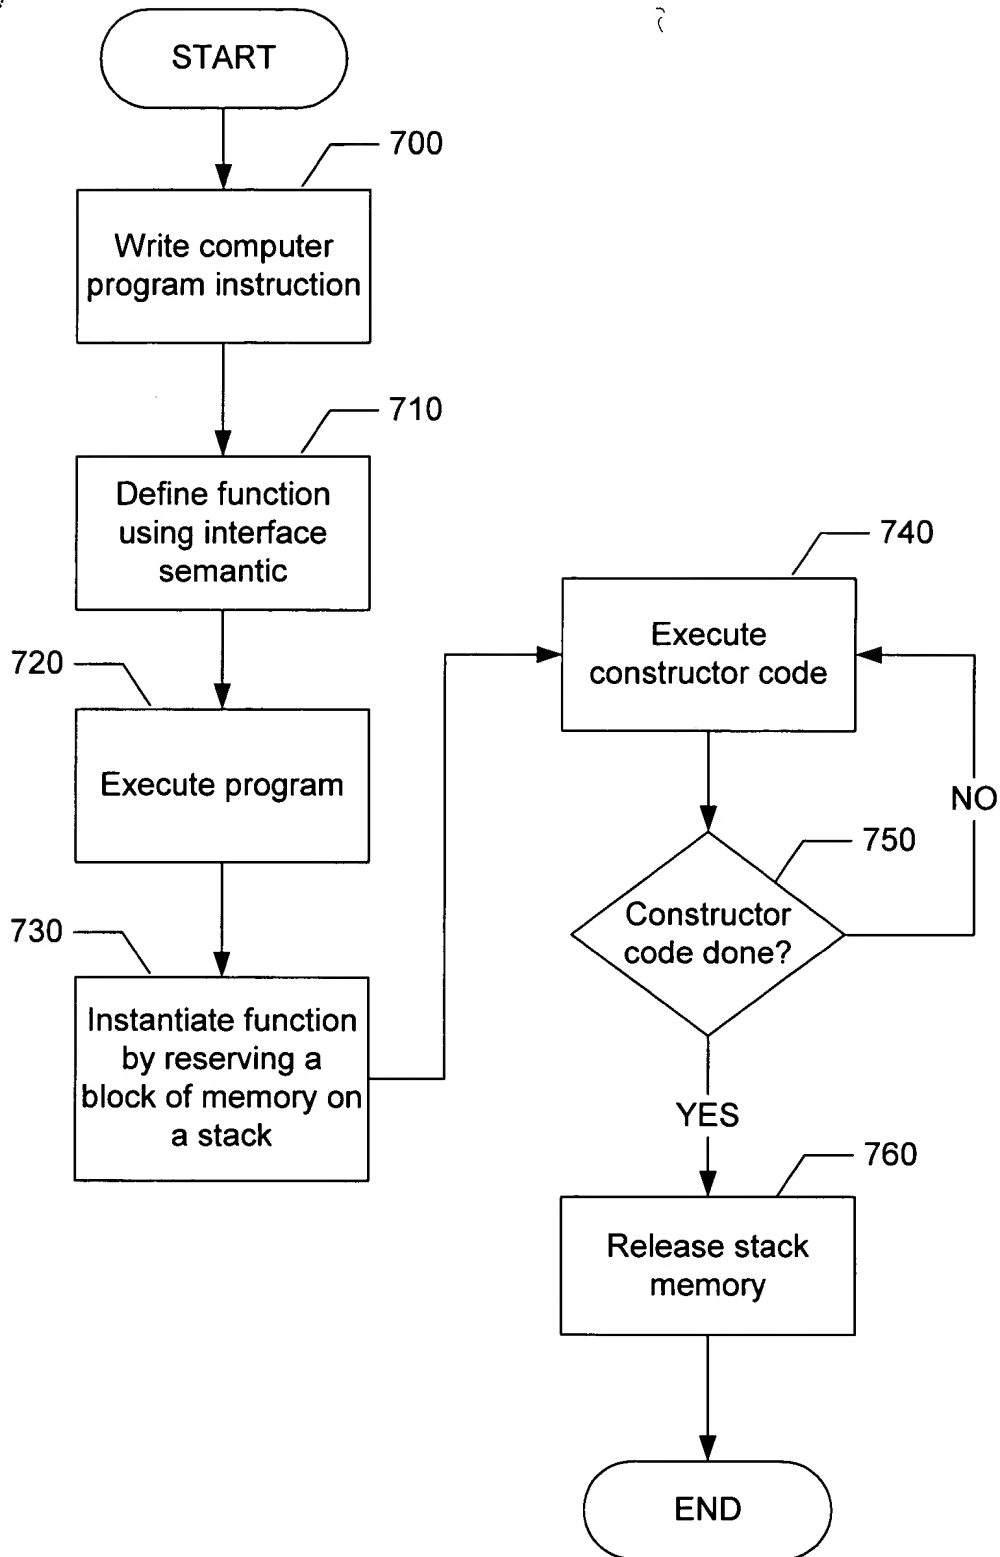 START
700
Write computer
program instruction
710
Define function
using interface
semantic
720
Execute program
730
Instantiate function
by reserving a
block of memory on
a stack
740
Execute
constructor code
NO
750
Constructor
code done?
YES
760
Release stack
memory
END